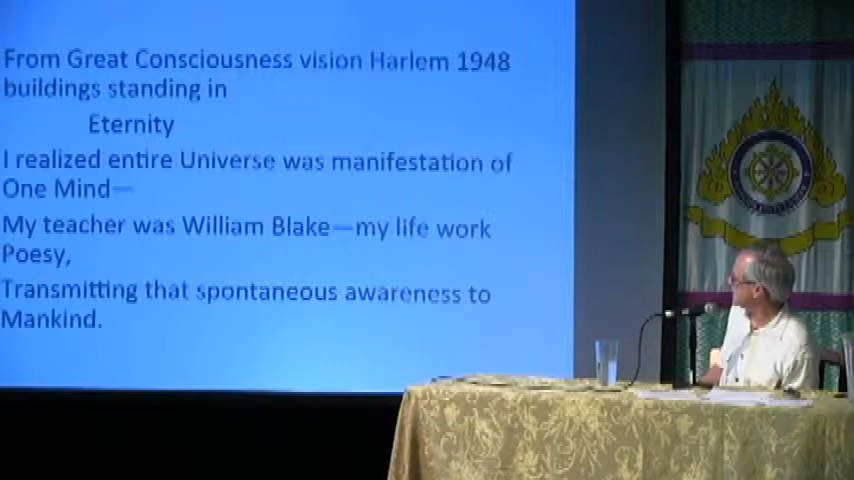 From Great Consciousness vision Harlem 1948
buildings standing in
Eternity
I realized entire Universe was manifestation of
One Mind—
My teacher was William Blake—my life work
Poesy,
Transmitting that spontaneous awareness to
Mankind.